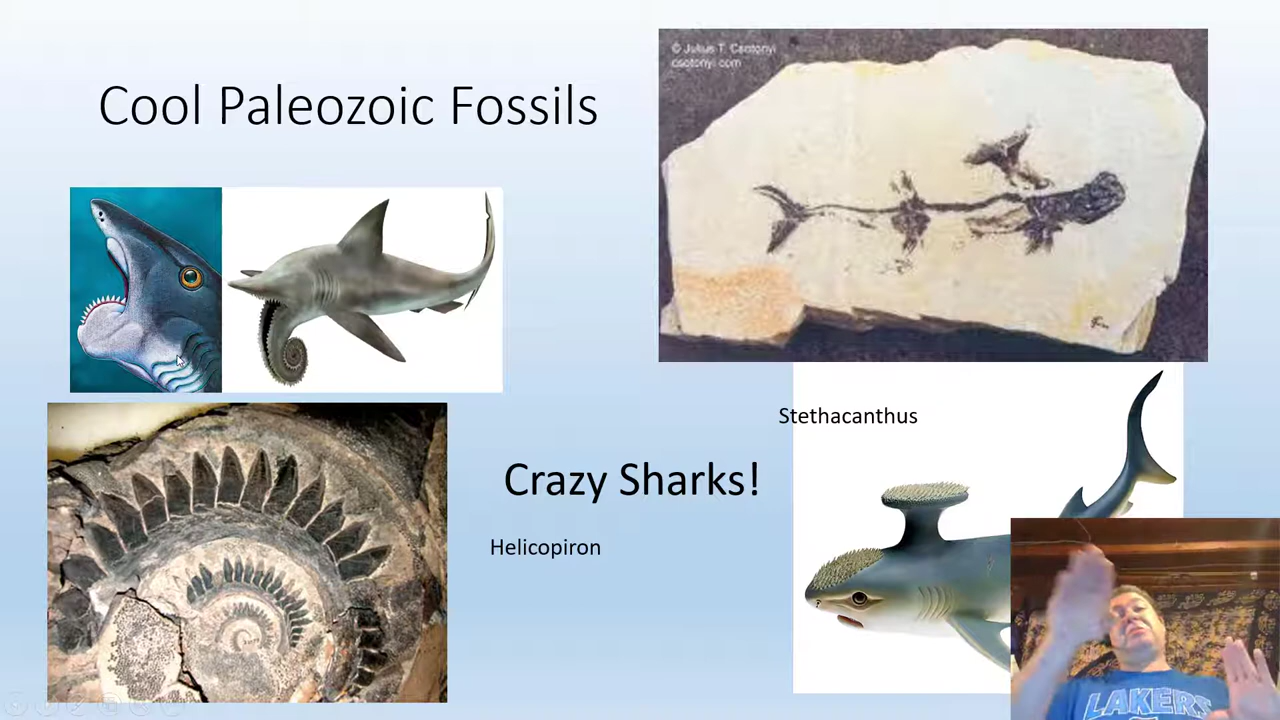 © Julius T. Csotonyi
csotonyi com
Cool Paleozoic Fossils
Stethacanthus
Crazy Sharks!
Helicopiron
LAKERS